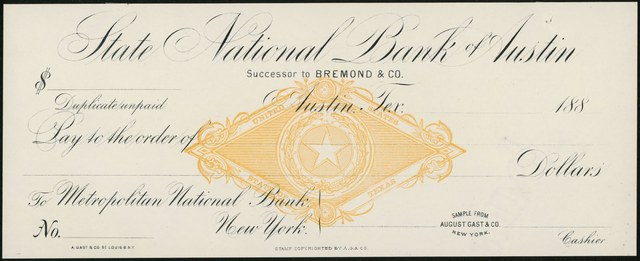 State National Bank of Austin
Successor to BREMOND & CO.
$
Duplicate unpaid
Austin, Tex. 188
Pay to the order of
UNITED
STATES
TEXAS
Dollars
To Metropolitan National Bank,
No. New York.
SAMPLE FROM
AUGUST GAST & CO.
NEW YORK.
Cashier
A. GAST & CO. ST. LOUIS & N.Y.
STAMP COPYRIGHTED BY A.G.& CO.